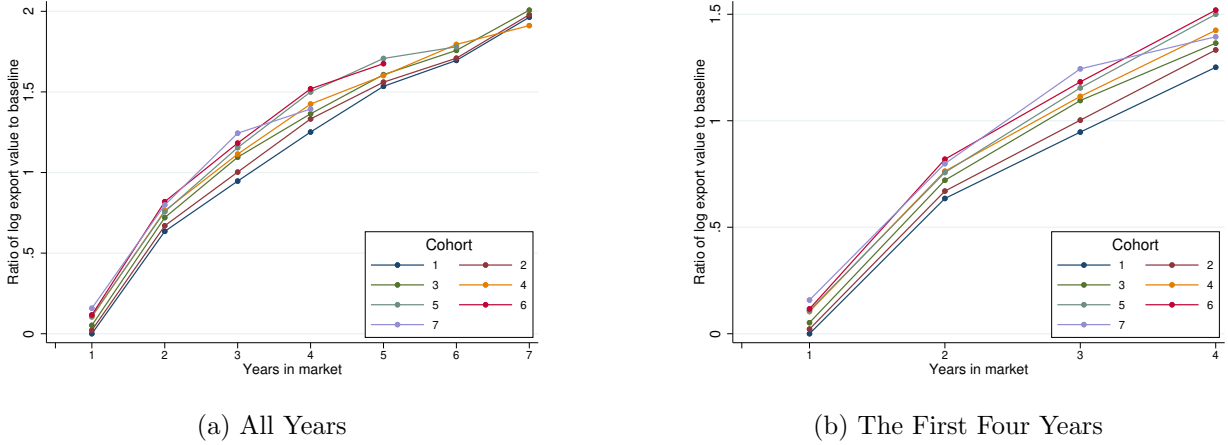 Ratio of log export value to baseline
2
1.5
1
.5
0
1 2 3 4 5 6 7
Years in market
Cohort
1 2
3 4
5 6
7
(a) All Years
Ratio of log export value to baseline
1.5
1
.5
0
1 2 3 4
Years in market
Cohort
1 2
3 4
5 6
7
(b) The First Four Years